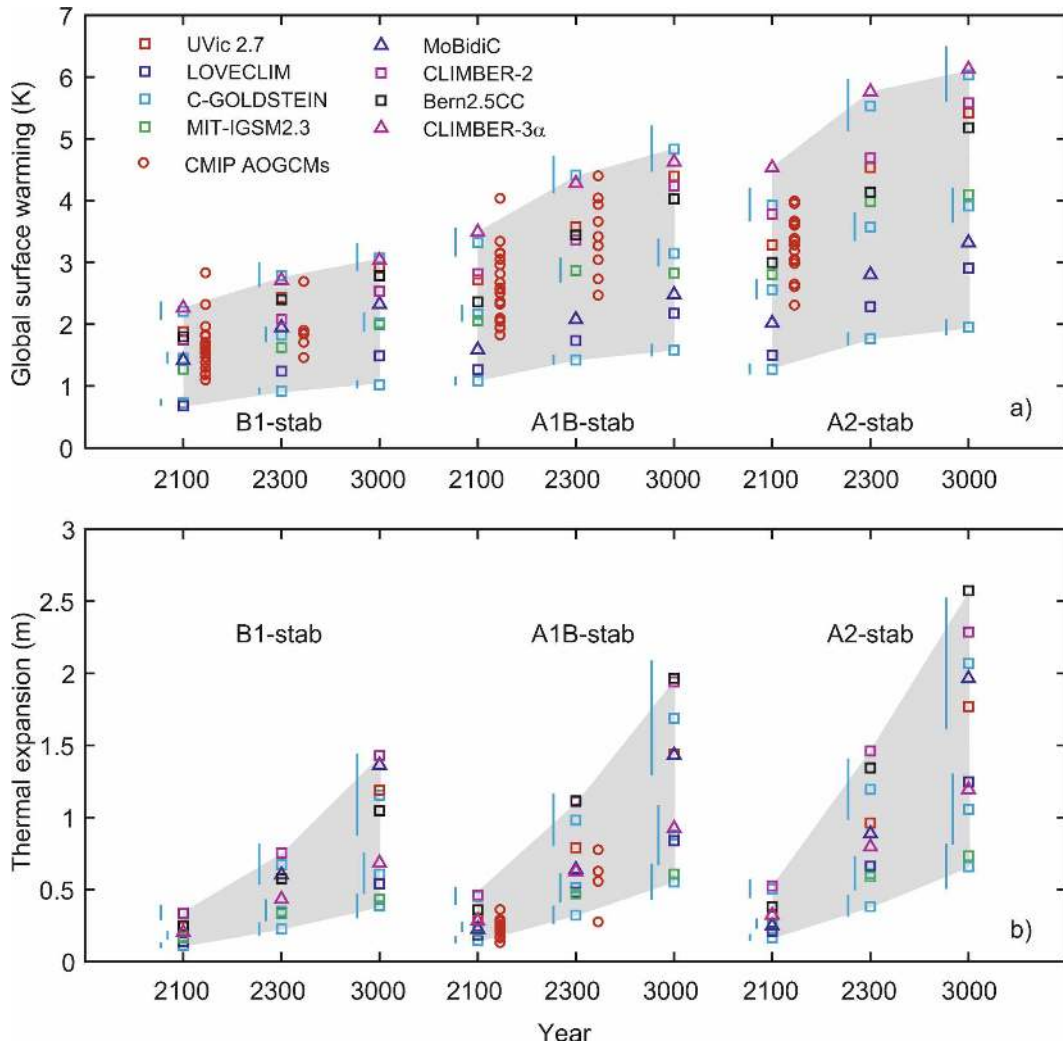 7
6
5
4
3
2
1
0
Global surface warming (K)
UVic 2.7
LOVECLIM
C-GOLDSTEIN
MIT-IGSM2.3
CMIP AOGCMs
MoBidiC
CLIMBER-2
Bern2.5CC
CLIMBER-3α
B1-stab A1B-stab A2-stab
a)
2100 2300 3000 2100 2300 3000 2100 2300 3000
3
2.5
2
1.5
1
0.5
0
Thermal expansion (m)
B1-stab A1B-stab A2-stab
b)
2100 2300 3000 2100 2300 3000 2100 2300 3000
Year